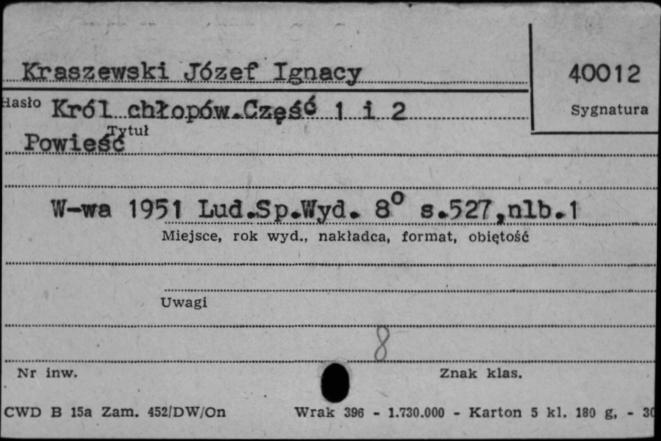 Kraszewski Józef Ignacy
40012
Hasło Król chłopów.Część 1 i 2
Sygnatura
Tytuł
Powieść
W-wa 1951 Lud.Sp.Wyd. 8° s.527,nlb.1
Miejsce, rok wyd., nakładca, format, objętość
Uwagi
8
Nr inw.
Znak klas.
CWD B 15a Zam. 452/DW/On Wrak 396 - 1.730.000 - Karton 5 kl. 180 g, - 30